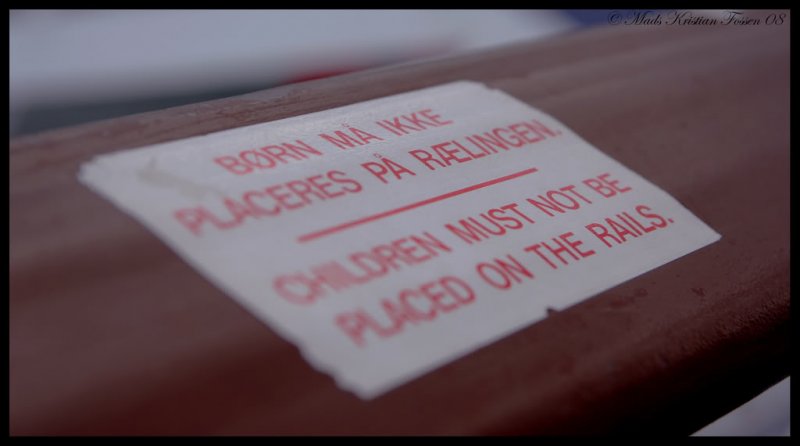 © Mads Kristian Fossen 08
BØRN MÅ IKKE
PLACERES PÅ RÆLINGEN.
CHILDREN MUST NOT BE
PLACED ON THE RAILS.